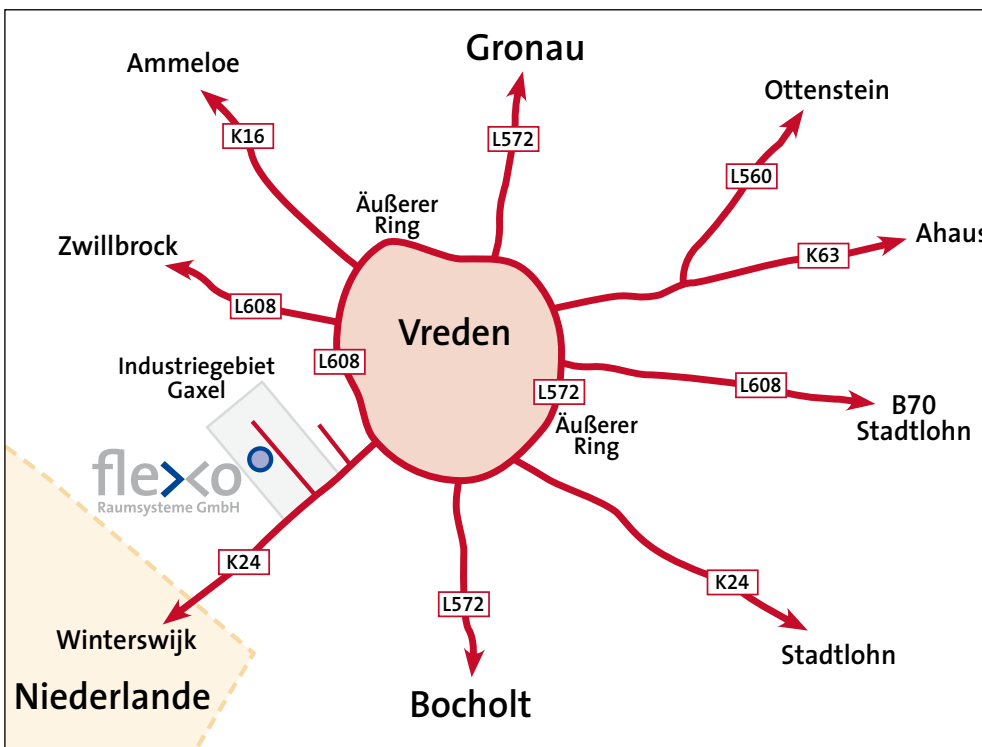 Gronau
Ammeloe
Ottenstein
K16
L572
L560
Äußerer
Ring
Zwillbrock
Ahaus
K63
L608
Vreden
Industriegebiet
Gaxel
L608
L572
L608
Äußerer
Ring
B70
Stadtlohn
flexo
Raumsysteme GmbH
K24
L572
K24
Winterswijk
Stadtlohn
Niederlande
Bocholt